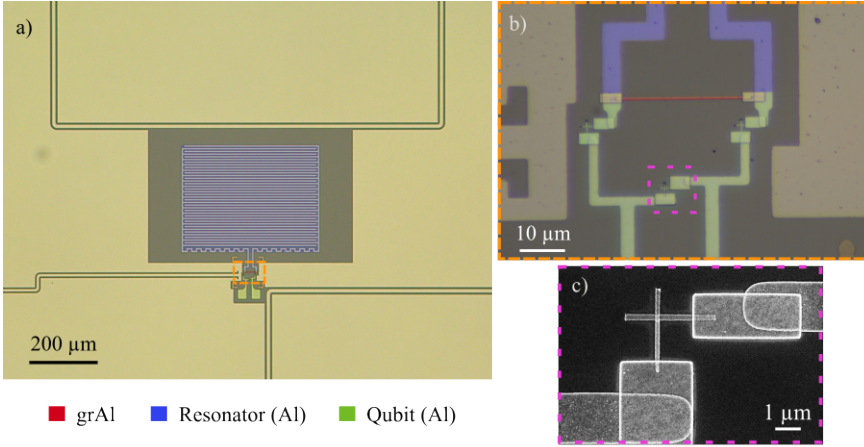 a)
200 µm
b)
10 µm
c)
1 µm
grAl
Resonator (Al)
Qubit (Al)